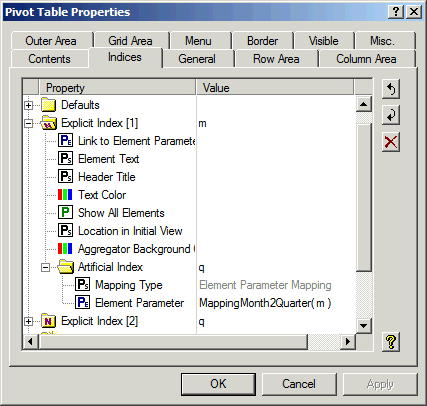 Pivot Table Properties
Outer Area Grid Area Menu Border Visible Misc.
Contents Indices General Row Area Column Area
Property Value
Defaults
Explicit Index [1] m
Link to Element Paramete
Element Text
Header Title
Text Color
Show All Elements
Location in Initial View
Aggregator Background
Artificial Index q
Mapping Type Element Parameter Mapping
Element Parameter MappingMonth2Quarter( m )
Explicit Index [2] q
OK Cancel Apply